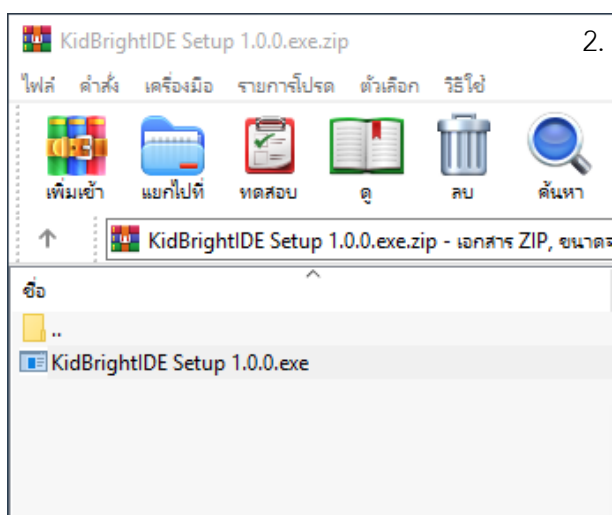 KidBrightIDE Setup 1.0.0.exe.zip
2.
ไฟล์ คำสั่ง เครื่องมือ รายการโปรด ตัวเลือก วิธีใช้
เพิ่มเข้า แยกไปที่ ทดสอบ ดู ลบ ค้นหา
KidBrightIDE Setup 1.0.0.exe.zip - เอกสาร ZIP, ขนาด
ชื่อ
..
KidBrightIDE Setup 1.0.0.exe